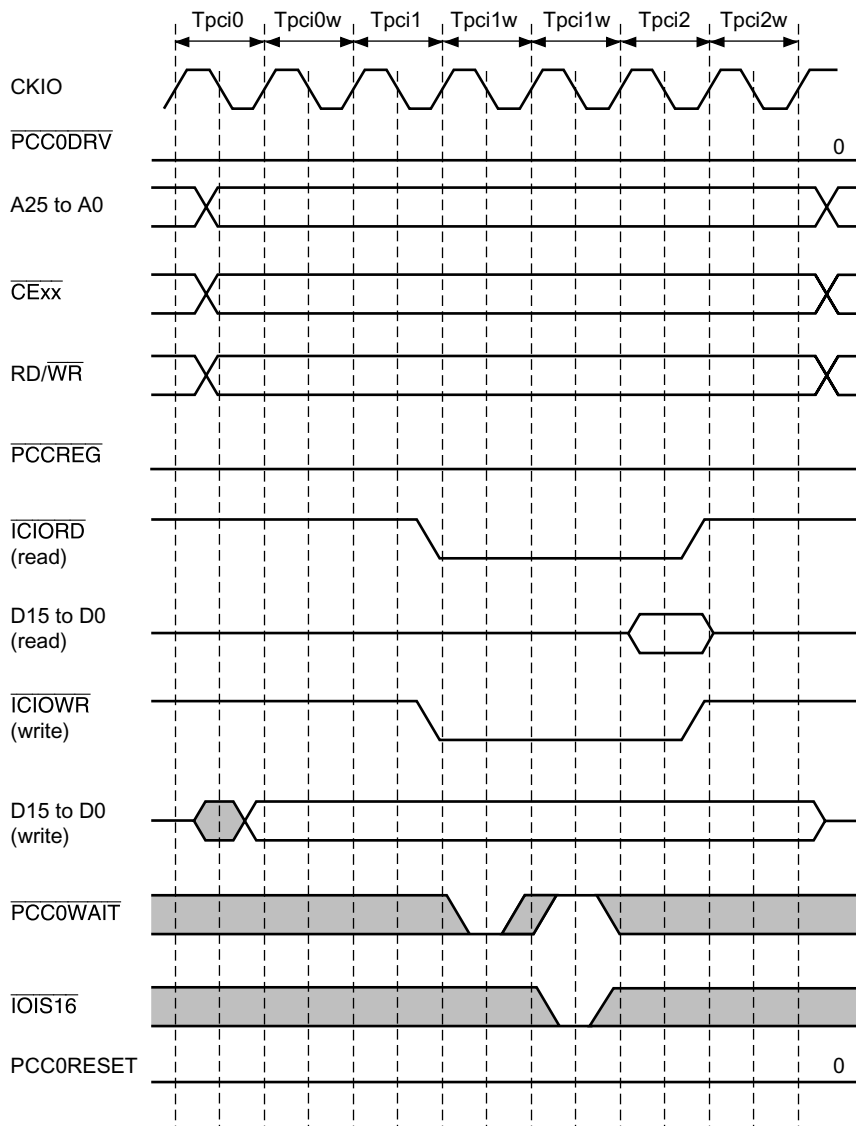 Tpci0 Tpci0w Tpci1 Tpci1w Tpci1w Tpci2 Tpci2w
CKIO
PCC0DRV 0
A25 to A0
CExx
RD/WR
PCCREG
ICIORD
(read)
D15 to D0
(read)
ICIOWR
(write)
D15 to D0
(write)
PCC0WAIT
IOIS16
PCC0RESET 0